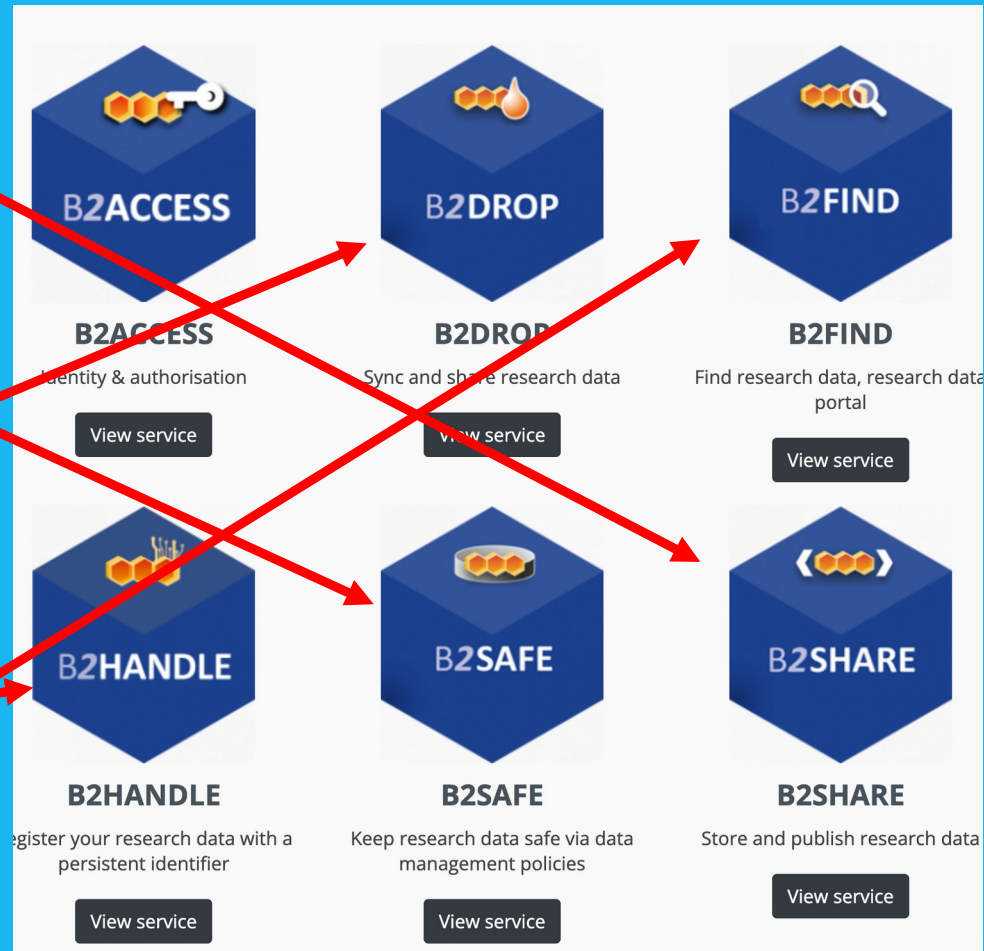 B2ACCESS
B2DROP
B2FIND
B2ACCESS
B2DROP
B2FIND
Identity & authorisation
Sync and share research data
Find research data, research data
portal
View service
View service
View service
B2HANDLE
B2SAFE
B2SHARE
B2HANDLE
B2SAFE
B2SHARE
egister your research data with a
persistent identifier
Keep research data safe via data
management policies
Store and publish research data
View service
View service
View service